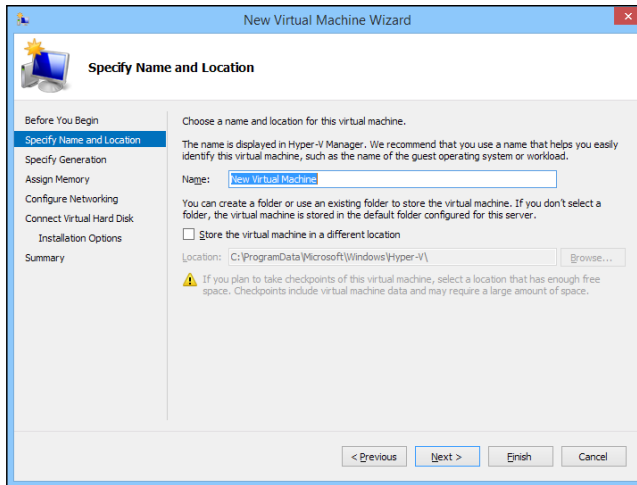 New Virtual Machine Wizard
Specify Name and Location
Before You Begin
Specify Name and Location
Specify Generation
Assign Memory
Configure Networking
Connect Virtual Hard Disk
Installation Options
Summary
Choose a name and location for this virtual machine.
The name is displayed in Hyper-V Manager. We recommend that you use a name that helps you easily
identify this virtual machine, such as the name of the guest operating system or workload.
Name: New Virtual Machine
You can create a folder or use an existing folder to store the virtual machine. If you don't select a
folder, the virtual machine is stored in the default folder configured for this server.
Store the virtual machine in a different location
Location: C:\ProgramData\Microsoft\Windows\Hyper-V\ Browse...
If you plan to take checkpoints of this virtual machine, select a location that has enough free
space. Checkpoints include virtual machine data and may require a large amount of space.
< Previous Next > Finish Cancel